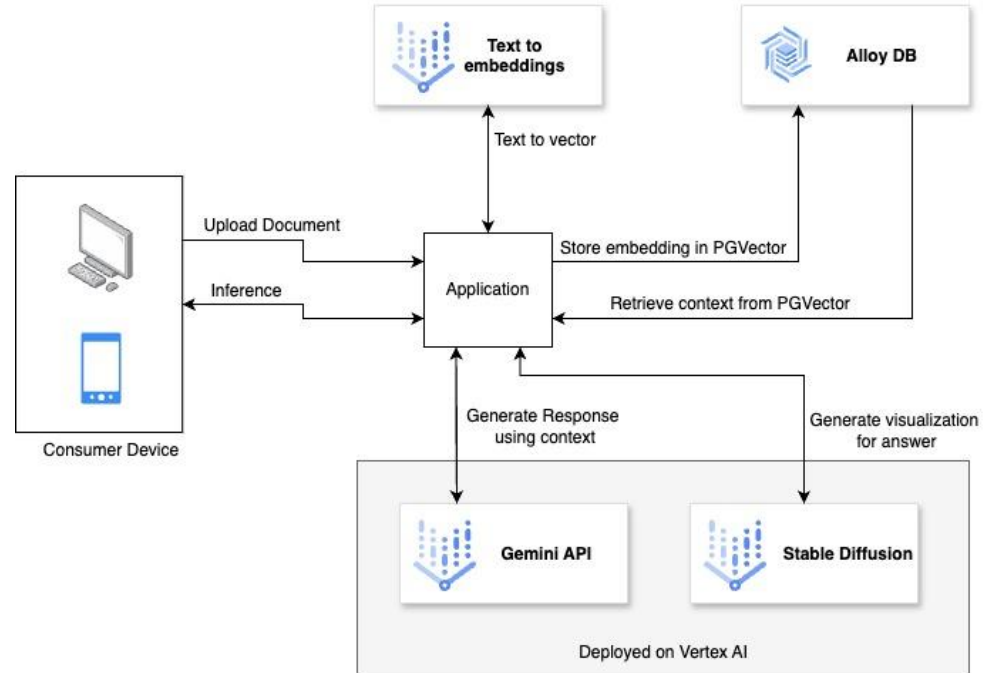 Text to
embeddings
Alloy DB
Text to vector
Upload Document
Store embedding in PGVector
Application
Inference
Retrieve context from PGVector
Generate Response
using context
Generate visualization
for answer
Consumer Device
Gemini API
Stable Diffusion
Deployed on Vertex AI